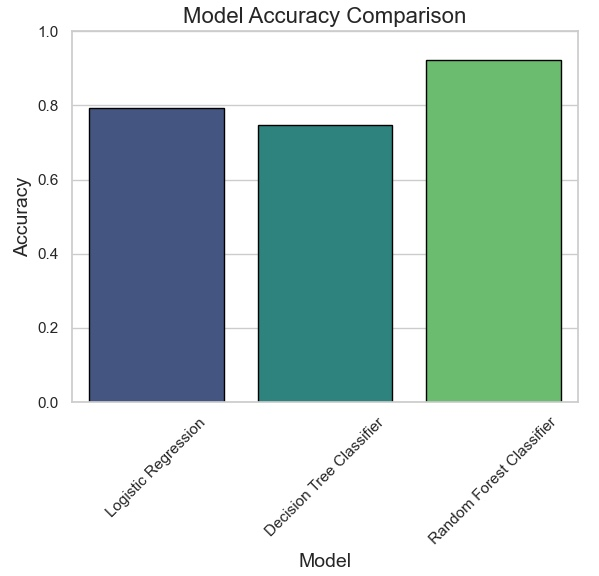 Model Accuracy Comparison
Accuracy
1.0
0.8
0.6
0.4
0.2
0.0
Logistic Regression
Decision Tree Classifier
Random Forest Classifier
Model